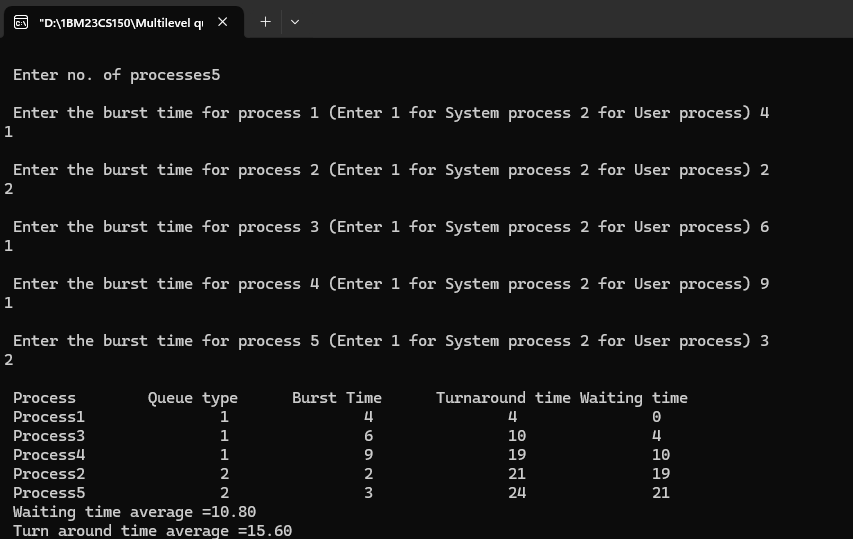 "D:\1BM23CS150\Multilevel qu
Enter no. of processes5
Enter the burst time for process 1 (Enter 1 for System process 2 for User process) 4
1
Enter the burst time for process 2 (Enter 1 for System process 2 for User process) 2
2
Enter the burst time for process 3 (Enter 1 for System process 2 for User process) 6
1
Enter the burst time for process 4 (Enter 1 for System process 2 for User process) 9
1
Enter the burst time for process 5 (Enter 1 for System process 2 for User process) 3
2
Process Queue type Burst Time Turnaround time Waiting time
Process1 1 4 4 0
Process3 1 6 10 4
Process4 1 9 19 10
Process2 2 2 21 19
Process5 2 3 24 21
Waiting time average =10.80
Turn around time average =15.60